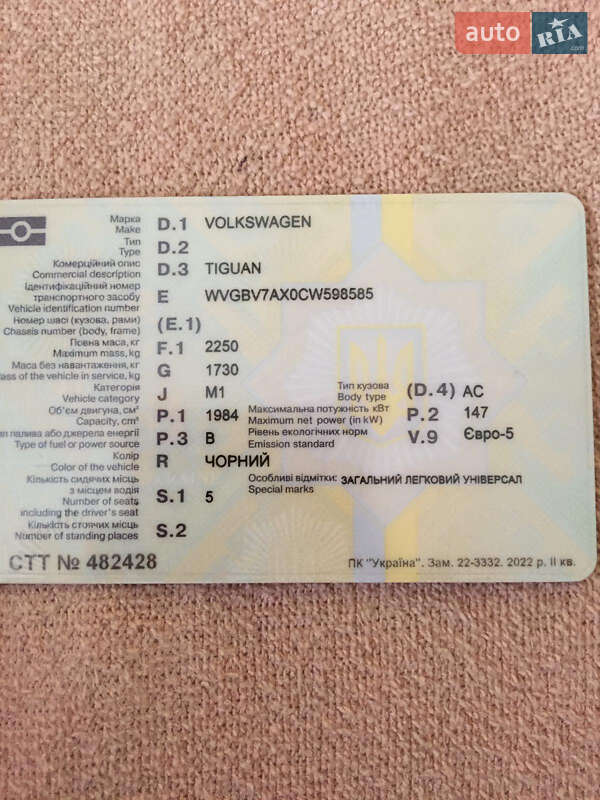 auto RIA .com
Марка D.1 VOLKSWAGEN
Make
Тип D.2
Type
Комерційний опис D.3 TIGUAN
Commercial description
Ідентифікаційний номер
транспортного засобу E WVGBV7AX0CW598585
Vehicle identification number
Номер шасі (кузова, рами) (E.1)
Chassis number (body, frame)
Повна маса, кг F.1 2250
Maximum mass, kg
Маса без навантаження, кг G 1730
of the vehicle in service, kg
Категорія J M1 Тип кузова (D.4) AC
Vehicle category Body type
Об'єм двигуна, см³ P.1 1984 Максимальна потужність кВт P.2 147
Capacity, cm³ Maximum net power (in kW)
палива або джерела енергії P.3 B Рівень екологічних норм V.9 Євро-5
Type of fuel or power source Emission standard
Колір R ЧОРНИЙ
Color of the vehicle
Кількість сидячих місць Особливі відмітки: ЗАГАЛЬНИЙ ЛЕГКОВИЙ УНІВЕРСАЛ
з місцем водія S.1 5 Special marks
Number of seats
including the driver's seat
Кількість стоячих місць S.2
Number of standing places
СТТ № 482428 ПК "Україна". Зам. 22-3332. 2022 р. II кв.